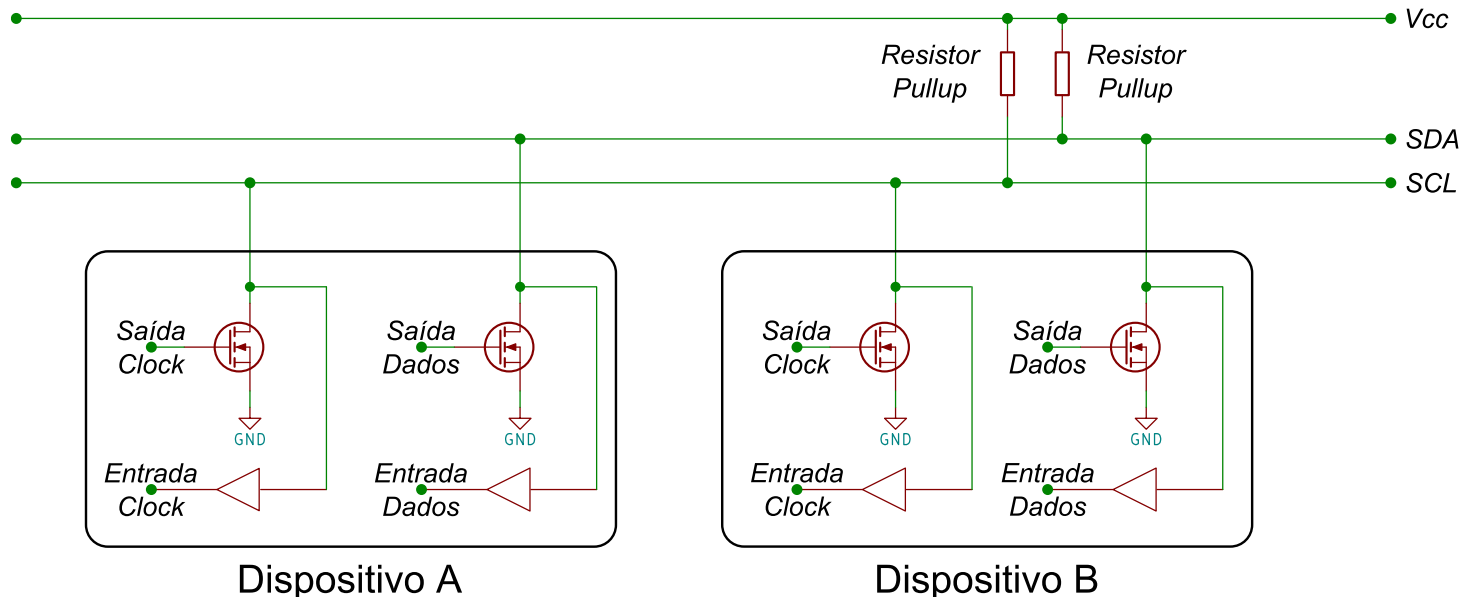 Vcc
Resistor
Pullup
Resistor
Pullup
SDA
SCL
Saída
Clock
GND
Entrada
Clock
Saída
Dados
GND
Entrada
Dados
Dispositivo A
Saída
Clock
GND
Entrada
Clock
Saída
Dados
GND
Entrada
Dados
Dispositivo B